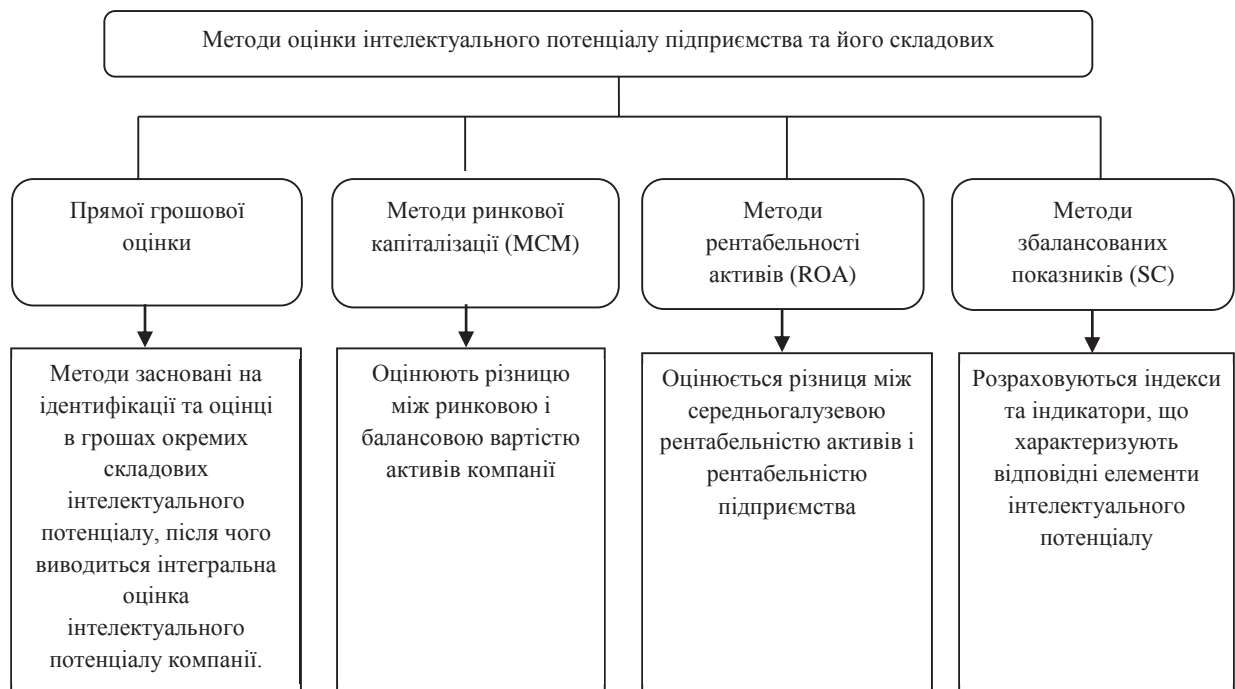 Методи оцінки інтелектуального потенціалу підприємства та його складових
Прямої грошової
оцінки
Методи ринкової
капіталізації (MCM)
Методи
рентабельності
активів (ROA)
Методи
збалансованих
показників (SC)
Методи засновані на
ідентифікації та оцінці
в грошах окремих
складових
інтелектуального
потенціалу, після чого
виводиться інтегральна
оцінка
інтелектуального
потенціалу компанії.
Оцінюють різницю
між ринковою і
балансовою вартістю
активів компанії
Оцінюється різниця між
середньогалузевою
рентабельністю активів і
рентабельністю
підприємства
Розраховуються індекси
та індикатори, що
характеризують
відповідні елементи
інтелектуального
потенціалу